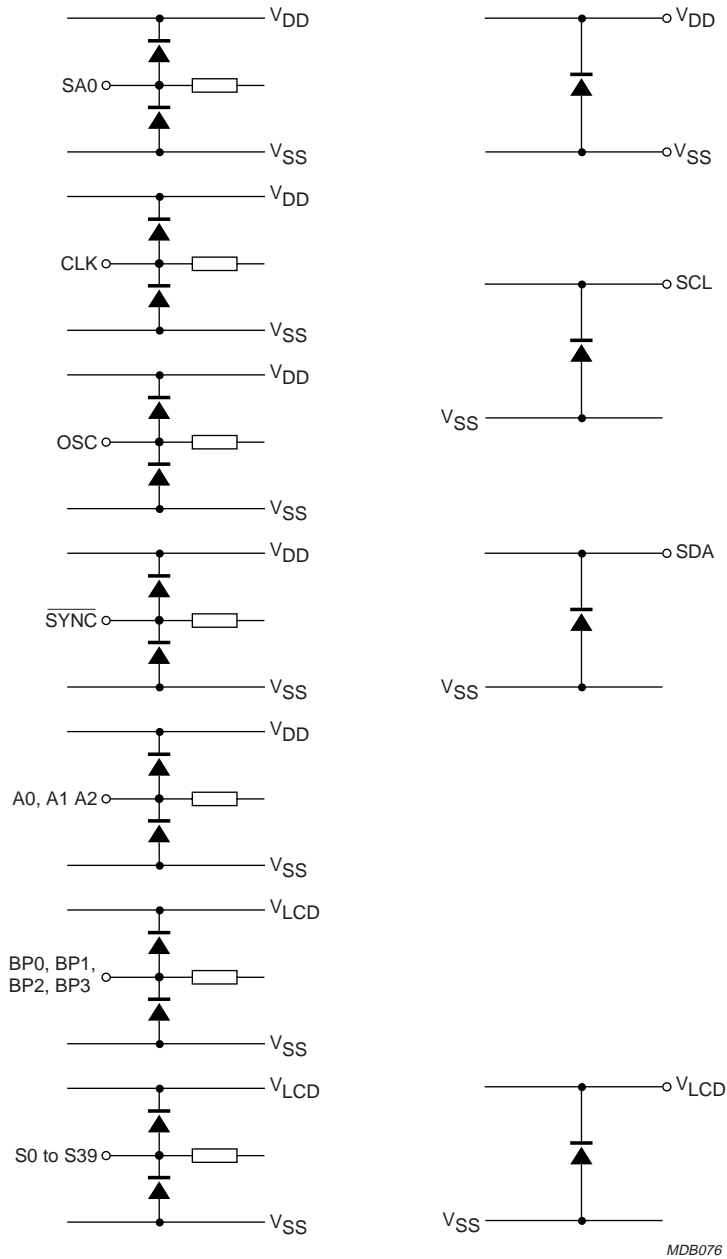 VDD
SA0
VSS
VDD
CLK
VSS
VDD
OSC
VSS
VDD
SYNC
VSS
VDD
A0, A1 A2
VSS
VLCD
BP0, BP1,
BP2, BP3
VSS
VLCD
S0 to S39
VSS
VDD
VSS
SCL
VSS
SDA
VSS
VLCD
VSS
MDB076